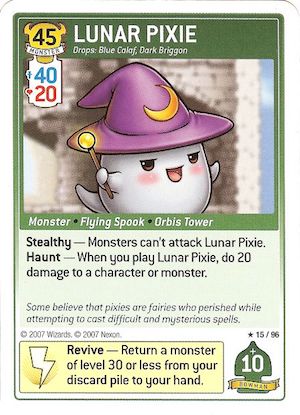 45
MONSTER
LUNAR PIXIE
Drops: Blue Calaf, Dark Briggon
40
20
Monster • Flying Spook • Orbis Tower
Stealthy — Monsters can't attack Lunar Pixie.
Haunt — When you play Lunar Pixie, do 20
damage to a character or monster.
Some believe that pixies are fairies who perished while
attempting to cast difficult and mysterious spells.
© 2007 Wizards. © 2007 Nexon.
★ 15 / 96
Revive — Return a monster
of level 30 or less from your
discard pile to your hand.
10
BOWMAN